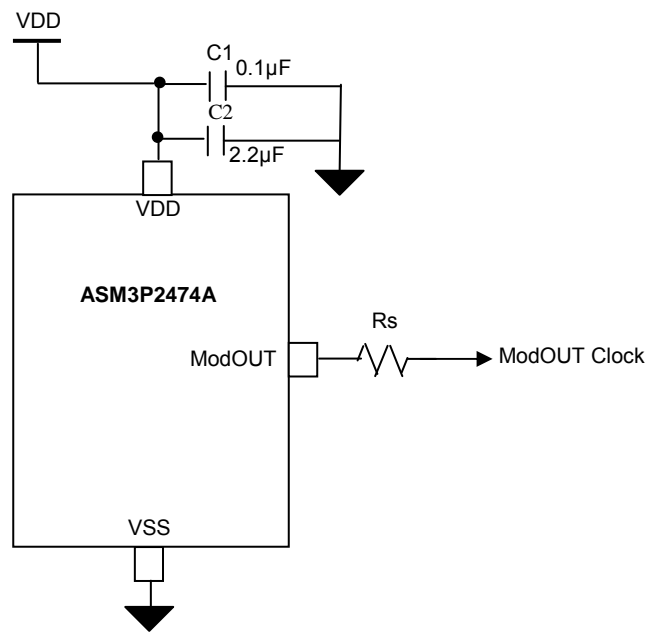 VDD
C1
0.1µF
C2
2.2µF
VDD
ASM3P2474A
Rs
ModOUT
ModOUT Clock
VSS